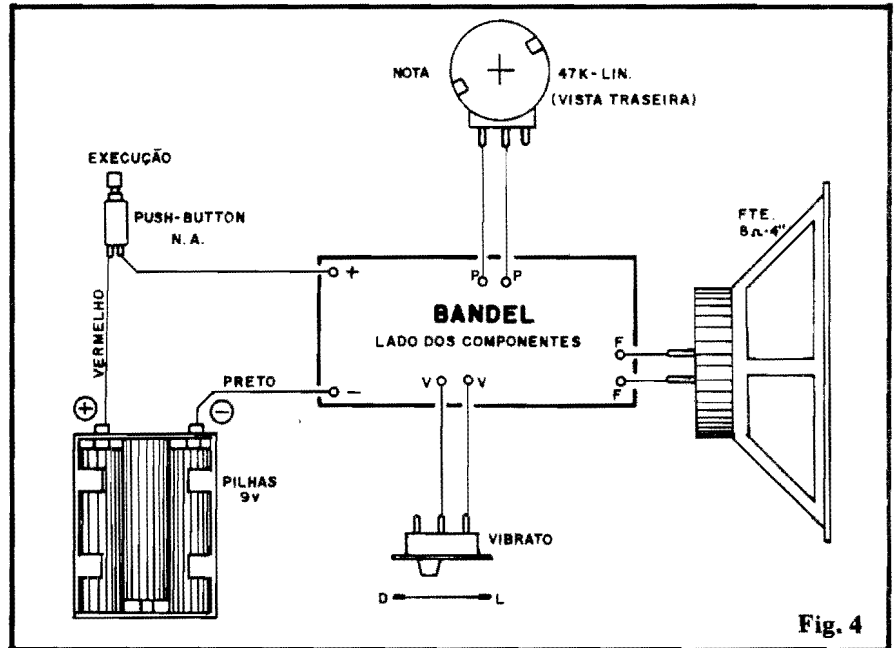 NOTA
47K-LIN.
(VISTA TRASEIRA)
EXECUÇÃO
PUSH-BUTTON
N.A.
FTE.
8Ω-4"
+
P P
BANDEL
LADO DOS COMPONENTES
VERMELHO
F
F
V V
PRETO
-
+
-
PILHAS
9v
VIBRATO
D L
Fig. 4